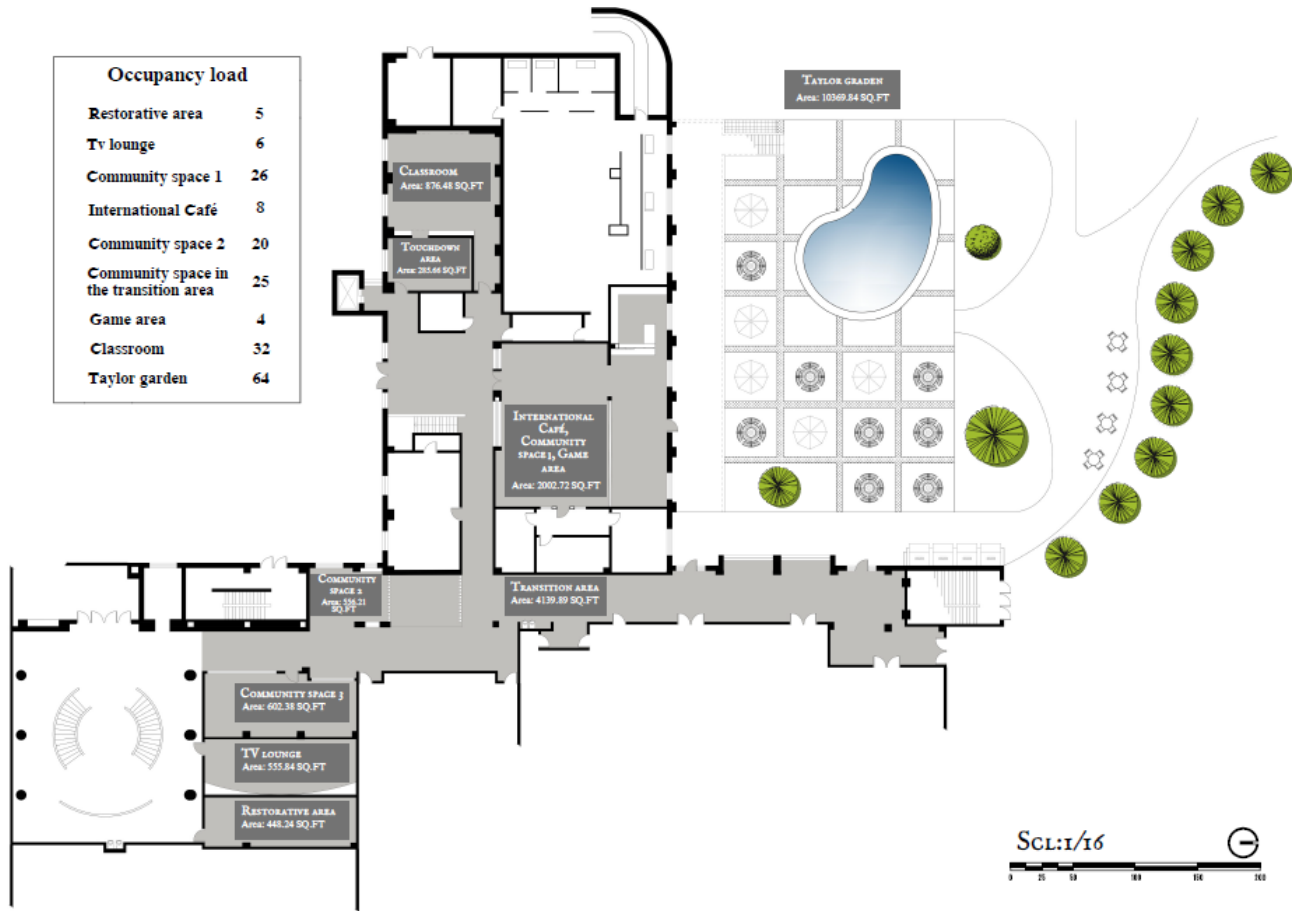 Occupancy load
Restorative area 5
Tv lounge 6
Community space 1 26
International Café 8
Community space 2 20
Community space in
the transition area 25
Game area 4
Classroom 32
Taylor garden 64
Taylor graden
Area: 10369.84 SQ.FT
Classroom
Area: 876.48 SQ.FT
Touchdown
area
Area: 285.66 SQ.FT
International
Café,
Community
space 1, Game
area
Area: 2002.72 SQ.FT
Community
space 2
Area: 556.21
SQ.FT
Transition area
Area: 4139.89 SQ.FT
Community space 3
Area: 602.38 SQ.FT
TV lounge
Area: 555.84 SQ.FT
Restorative area
Area: 448.24 SQ.FT
Scl:1/16
0 25 50 100 150 200